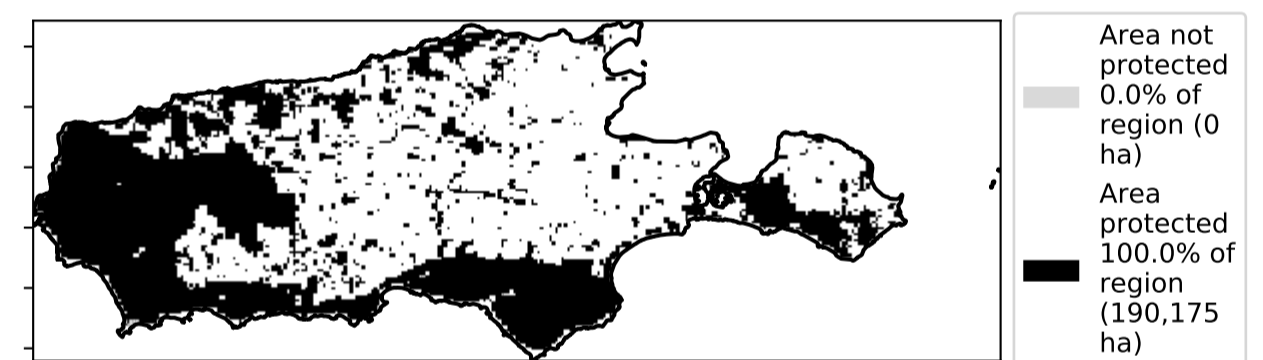 Area not
protected
0.0% of
region (0
ha)
Area
protected
100.0% of
region
(190,175
ha)